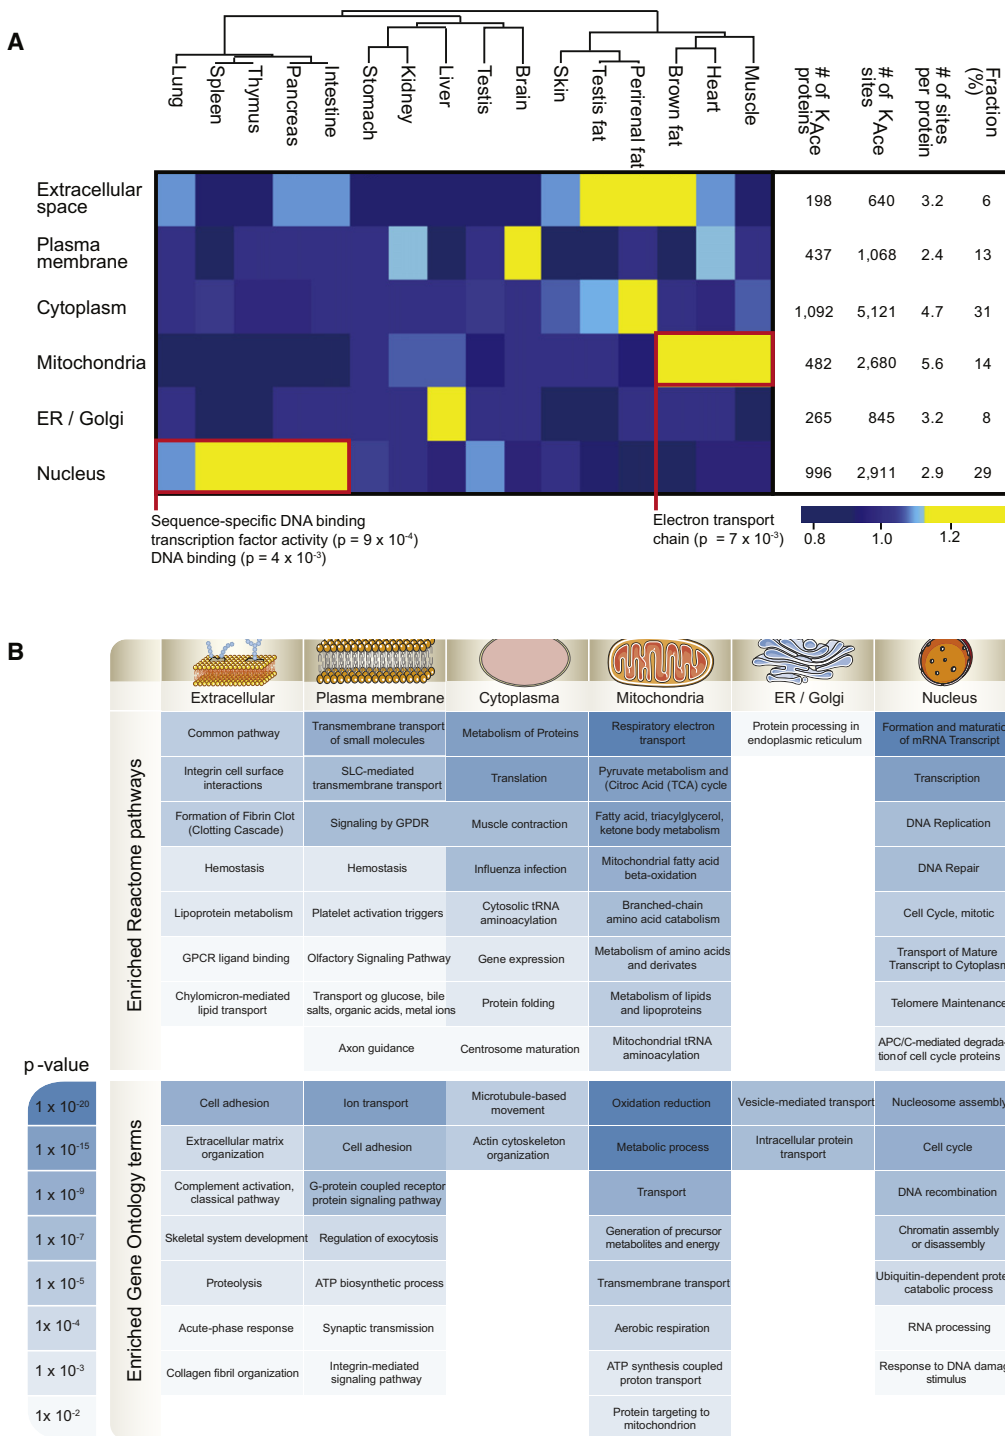 A
Lung
Spleen
Thymus
Pancreas
Intestine
Stomach
Kidney
Liver
Testis
Brain
Skin
Testis fat
Perirenal fat
Brown fat
Heart
Muscle
# of KAce
proteins
# of KAce
sites
# of sites
per protein
Fraction
(%)
Extracellular
space
198 640 3.2 6
Plasma
membrane
437 1,068 2.4 13
Cytoplasm
1,092 5,121 4.7 31
Mitochondria
482 2,680 5.6 14
ER / Golgi
265 845 3.2 8
Nucleus
996 2,911 2.9 29
Sequence-specific DNA binding
transcription factor activity (p = 9 x 10-4)
DNA binding (p = 4 x 10-3)
Electron transport
chain (p = 7 x 10-3)
0.8 1.0 1.2
B
Extracellular Plasma membrane Cytoplasma Mitochondria ER / Golgi Nucleus
Enriched Reactome pathways
Common pathway
Transmembrane transport
of small molecules
Metabolism of Proteins
Respiratory electron
transport
Protein processing in
endoplasmic reticulum
Formation and maturatio
of mRNA Transcript
Integrin cell surface
interactions
SLC-mediated
transmembrane transport
Translation
Pyruvate metabolism and
(Citroc Acid (TCA) cycle
Transcription
Formation of Fibrin Clot
(Clotting Cascade)
Signaling by GPDR
Muscle contraction
Fatty acid, triacylglycerol,
ketone body metabolism
DNA Replication
Hemostasis
Hemostasis
Influenza infection
Mitochondrial fatty acid
beta-oxidation
DNA Repair
Lipoprotein metabolism
Platelet activation triggers
Cytosolic tRNA
aminoacylation
Branched-chain
amino acid catabolism
Cell Cycle, mitotic
GPCR ligand binding
Olfactory Signaling Pathway
Gene expression
Metabolism of amino acids
and derivates
Transport of Mature
Transcript to Cytoplasm
Chylomicron-mediated
lipid transport
Transport og glucose, bile
salts, organic acids, metal ions
Protein folding
Metabolism of lipids
and lipoproteins
Telomere Maintenance
Axon guidance
Centrosome maturation
Mitochondrial tRNA
aminoacylation
APC/C-mediated degrada-
tion of cell cycle proteins
p-value
1 x 10-20
1 x 10-15
1 x 10-9
1 x 10-7
1 x 10-5
1x 10-4
1 x 10-3
1x 10-2
Enriched Gene Ontology terms
Cell adhesion
Ion transport
Microtubule-based
movement
Oxidation reduction
Vesicle-mediated transport
Nucleosome assembly
Extracellular matrix
organization
Cell adhesion
Actin cytoskeleton
organization
Metabolic process
Intracellular protein
transport
Cell cycle
Complement activation,
classical pathway
G-protein coupled receptor
protein signaling pathway
Transport
DNA recombination
Skeletal system development
Regulation of exocytosis
Generation of precursor
metabolites and energy
Chromatin assembly
or disassembly
Proteolysis
ATP biosynthetic process
Transmembrane transport
Ubiquitin-dependent prote
catabolic process
Acute-phase response
Synaptic transmission
Aerobic respiration
RNA processing
Collagen fibril organization
Integrin-mediated
signaling pathway
ATP synthesis coupled
proton transport
Response to DNA damag
stimulus
Protein targeting to
mitochondrion